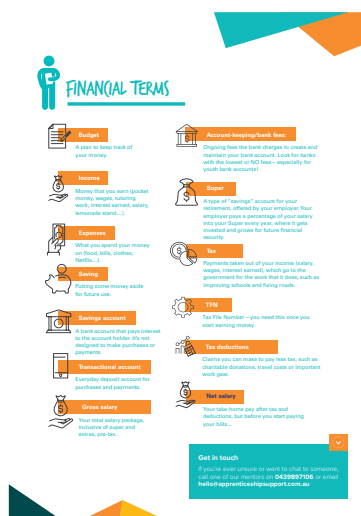 FINANCIAL TERMS
Budget
A plan to keep track of
your money.
Income
Money that you earn (pocket
money, wages, tutoring
work, interest earned, salary,
lemonade stand...).
Expenses
What you spend your money
on (food, bills, clothes,
Netflix...).
Saving
Putting some money aside
for future use.
Savings account
A bank account that pays interest
to the account holder. It's not
designed to make purchases or
payments.
Transactional account
Everyday deposit account for
purchases and payments.
Gross salary
Your total salary package,
inclusive of super and
extras, pre-tax.
Account-keeping/bank fees:
Ongoing fees the bank charges to create and
maintain your bank account. Look for banks
with the lowest or NO fees – especially for
youth bank accounts!
Super
A type of "savings" account for your
retirement, offered by your employer. Your
employer pays a percentage of your salary
into your Super every year, where it gets
invested and grows for future financial
security.
Tax
Payments taken out of your income (salary,
wages, interest earned), which go to the
government for the work that it does, such as
improving schools and fixing roads.
TFN
Tax File Number – you need this once you
start earning money.
Tax deductions
Claims you can make to pay less tax, such as
charitable donations, travel costs or important
work gear.
Net salary
Your take-home pay after tax and
deductions, but before you start paying
your bills...
Get in touch
If you're ever unsure or want to chat to someone,
call one of our mentors on 0439897106 or email
hello@apprenticeshipsupport.com.au